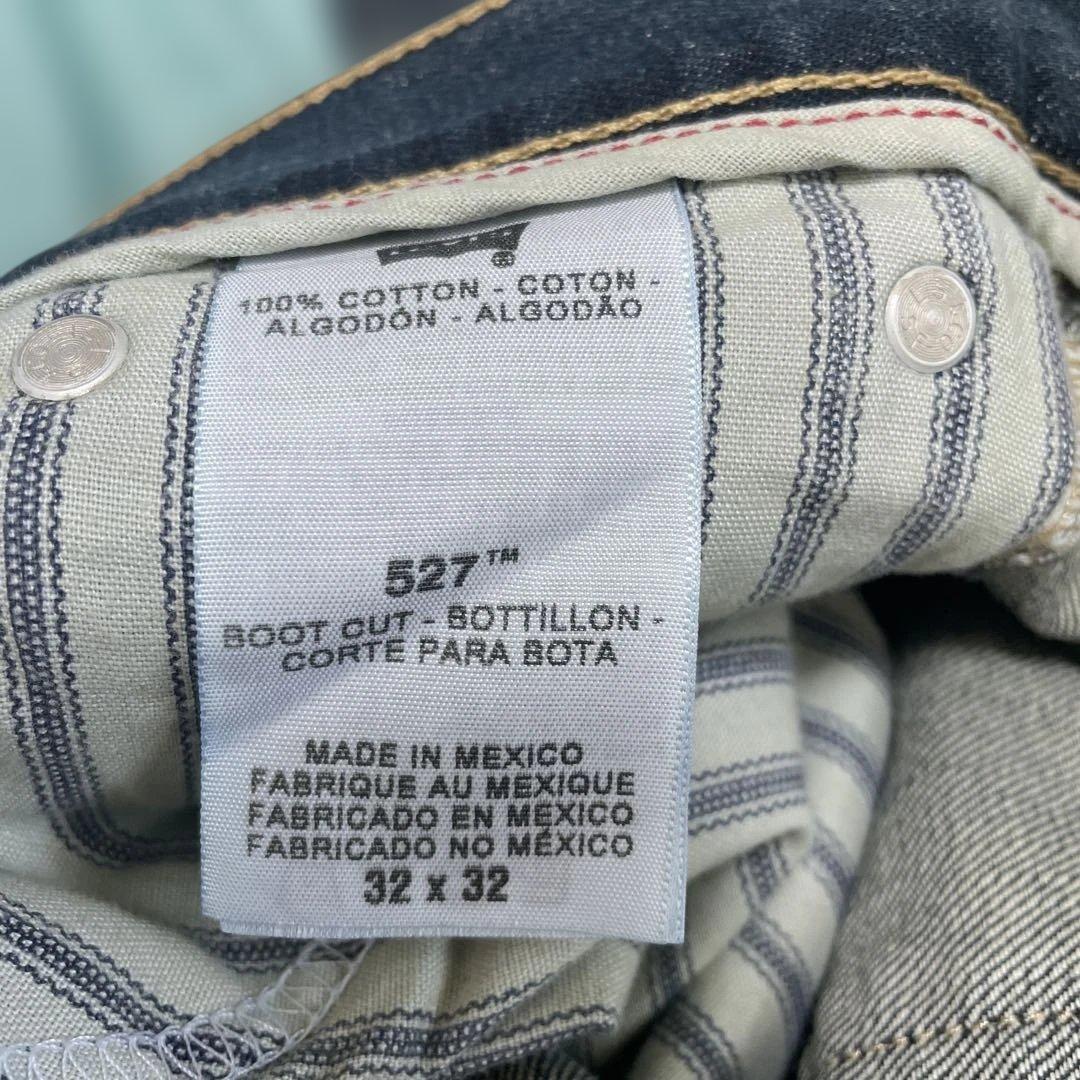 ®
100% COTTON - COTON -
ALGODÓN - ALGODÃO
527™
BOOT CUT - BOTTILLON -
CORTE PARA BOTA
MADE IN MEXICO
FABRIQUE AU MEXIQUE
FABRICADO EN MEXICO
FABRICADO NO MÉXICO
32 x 32